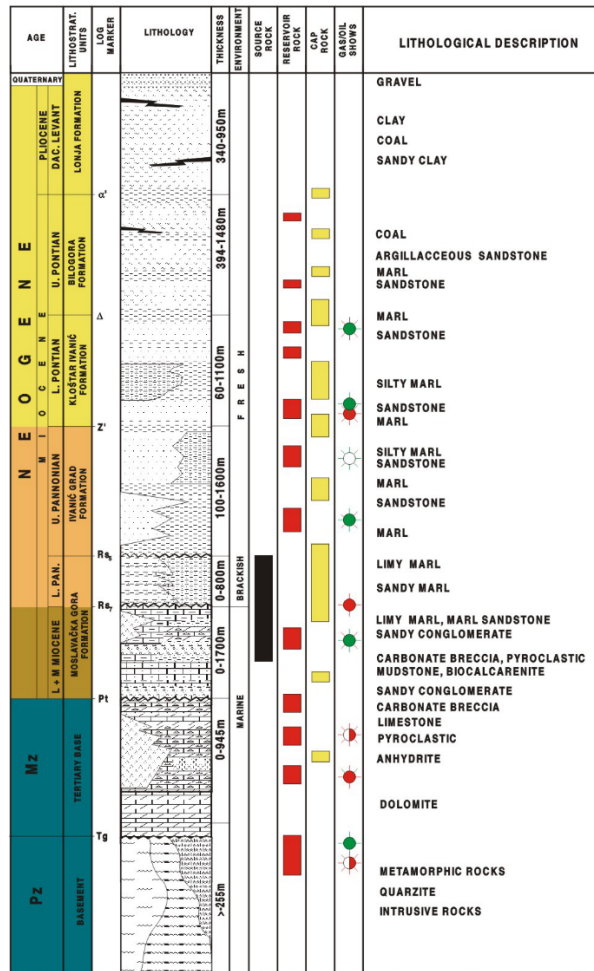 AGE
LITHOSTRAT. UNITS
LOG MARKER
LITHOLOGY
THICKNESS
ENVIRONMENT
SOURCE ROCK
RESERVOIR ROCK
CAP ROCK
GAS/OIL SHOWS
LITHOLOGICAL DESCRIPTION
QUATERNARY
NEOGENE
PLIOCENE
DAC. LEVANT
MIOCENE
U. PONTIAN
L. PONTIAN
U. PANNONIAN
L. PAN.
L + M MIOCENE
Mz
Pz
LONJA FORMATION
BILOGORA FORMATION
KLOŠTAR IVANIĆ FORMATION
IVANIĆ GRAD FORMATION
MOSLAVAČKA GORA FORMATION
TERTIARY BASE
BASEMENT
α'
Δ
Z'
Rs5
Rs7
Pt
Tg
340-950m
394-1480m
60-1100m
100-1600m
0-800m
0-1700m
0-945m
>-255m
FRESH
BRACKISH
MARINE
GRAVEL
CLAY
COAL
SANDY CLAY
COAL
ARGILLACCEOUS SANDSTONE
MARL
SANDSTONE
MARL
SANDSTONE
SILTY MARL
SANDSTONE
MARL
SILTY MARL
SANDSTONE
MARL
SANDSTONE
MARL
LIMY MARL
SANDY MARL
LIMY MARL, MARL SANDSTONE
SANDY CONGLOMERATE
CARBONATE BRECCIA, PYROCLASTIC
MUDSTONE, BIOCALCARENITE
SANDY CONGLOMERATE
CARBONATE BRECCIA
LIMESTONE
PYROCLASTIC
ANHYDRITE
DOLOMITE
METAMORPHIC ROCKS
QUARZITE
INTRUSIVE ROCKS